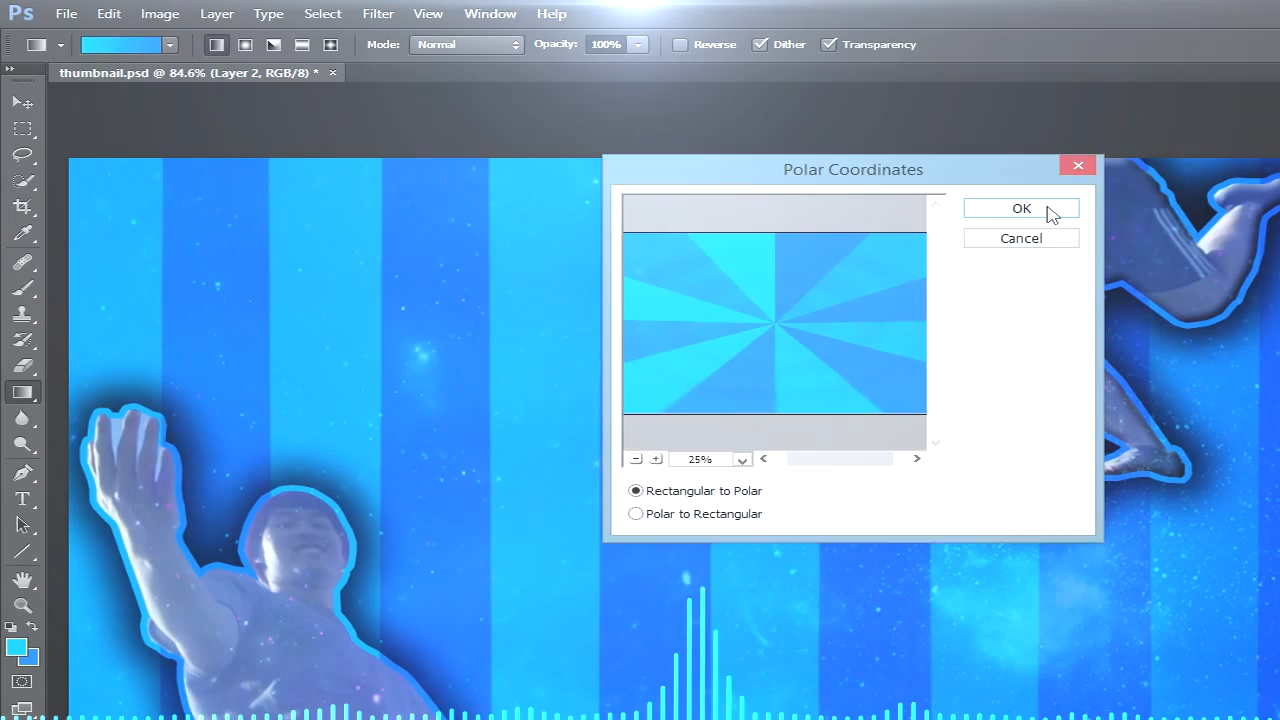 Ps File Edit Image Layer Type Select Filter View Window Help
Mode: Normal Opacity: 100% Reverse Dither Transparency
thumbnail.psd @ 84.6% (Layer 2, RGB/8) * ×
Polar Coordinates
OK
Cancel
25%
Rectangular to Polar
Polar to Rectangular
T